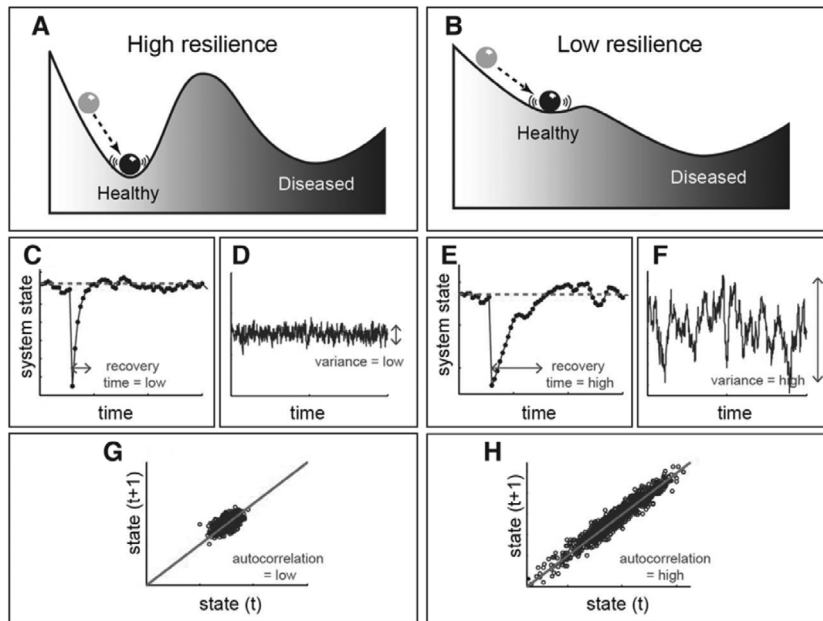 A
High resilience
Healthy
Diseased
B
Low resilience
Healthy
Diseased
C
system state
recovery
time = low
time
D
variance = low
time
E
system state
recovery
time = high
time
F
variance = high
time
G
state (t+1)
autocorrelation
= low
state (t)
H
state (t+1)
autocorrelation
= high
state (t)